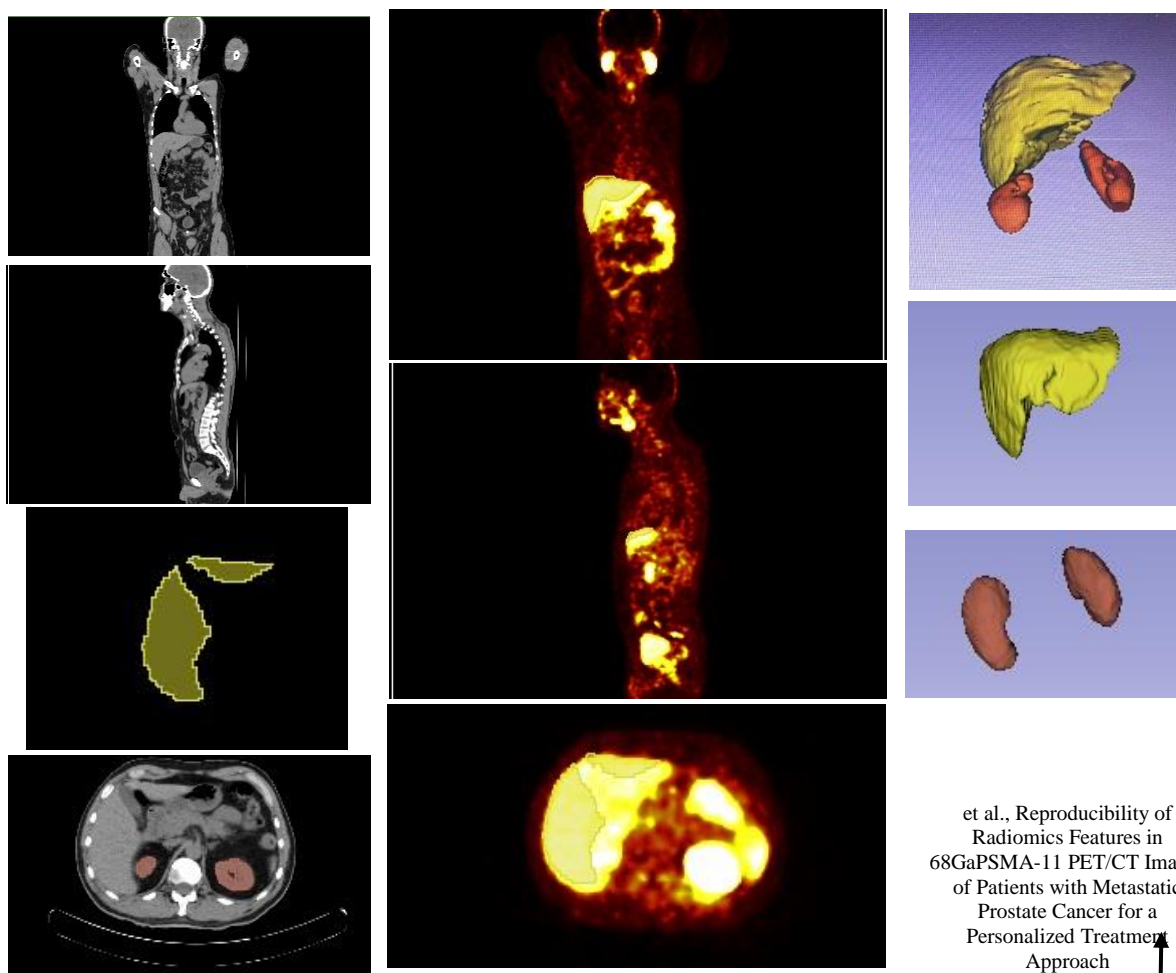 et al., Reproducibility of
Radiomics Features in
68GaPSMA-11 PET/CT
of Patients with Metastatic
Prostate Cancer for a
Personalized Treatment
Approach